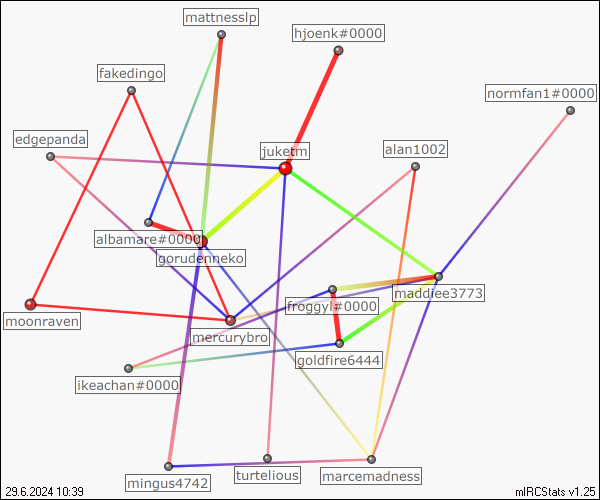 mattnesslp
hjoenk#0000
fakedingo
normfan1#0000
edgepanda
juketm
alan1002
albamare#0000
gorudenneko
maddiee3773
froggyl#0000
moonraven
mercurybro
goldfire6444
ikeachan#0000
mingus4742
turtelious
marcemadness
29.6.2024 10:39
mIRCStats v1.25